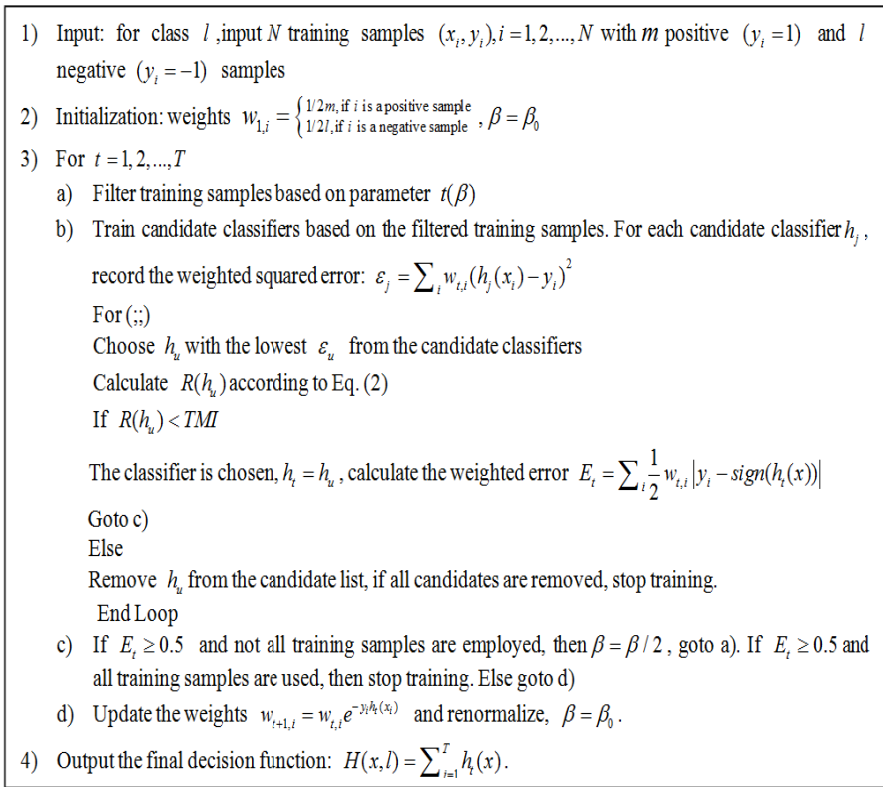 1) Input: for class l ,input N training samples (x_i, y_i), i = 1,2,...,N with m positive (y_i = 1) and l
negative (y_i = −1) samples
2) Initialization: weights w_{1,i} = { 1/2m, if i is a positive sample 1/2l, if i is a negative sample , β = β_0
3) For t = 1,2,...,T
a) Filter training samples based on parameter t(β)
b) Train candidate classifiers based on the filtered training samples. For each candidate classifier h_j ,
record the weighted squared error: ε_j = ∑_i w_{t,i}(h_j(x_i) − y_i)^2
For (;;)
Choose h_u with the lowest ε_u from the candidate classifiers
Calculate R(h_u) according to Eq. (2)
If R(h_u) < TMI
The classifier is chosen, h_t = h_u , calculate the weighted error E_t = ∑_i 1/2 w_{t,i} |y_i − sign(h_t(x))|
Goto c)
Else
Remove h_u from the candidate list, if all candidates are removed, stop training.
End Loop
c) If E_t ≥ 0.5 and not all training samples are employed, then β = β / 2 , goto a). If E_t ≥ 0.5 and
all training samples are used, then stop training. Else goto d)
d) Update the weights w_{t+1,i} = w_{t,i} e^{−y_i h_t(x_i)} and renormalize, β = β_0 .
4) Output the final decision function: H(x,l) = ∑_{i=1}^{T} h_t(x).